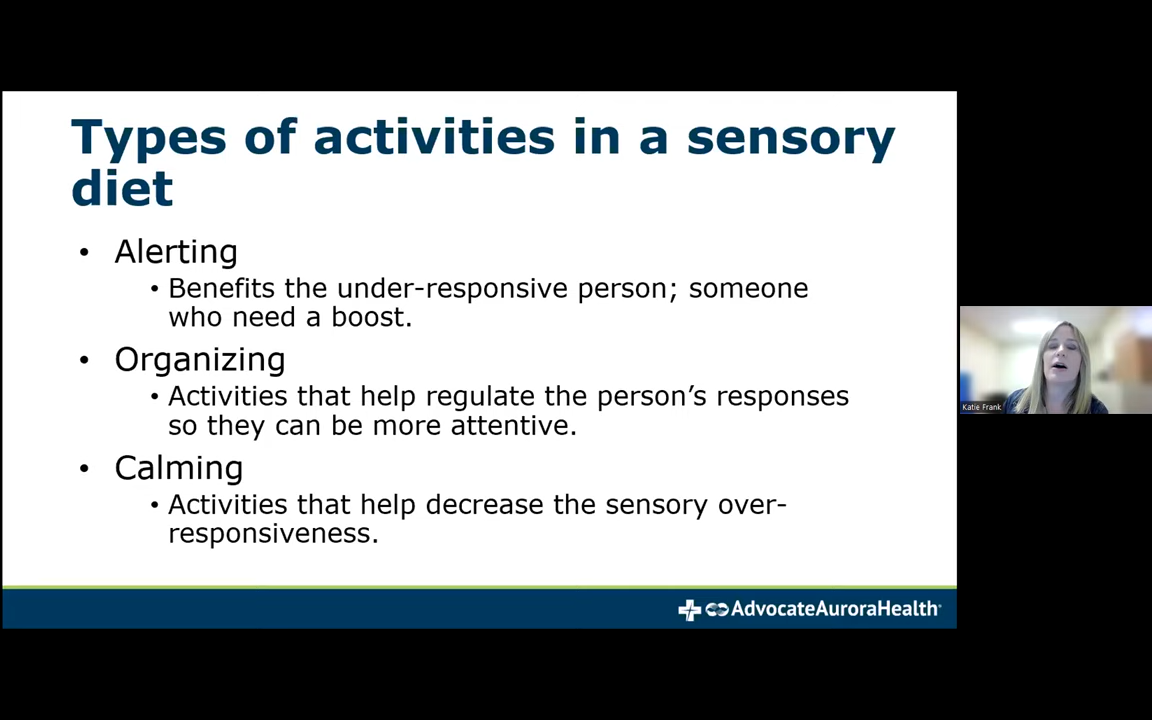 Types of activities in a sensory
diet
• Alerting
• Benefits the under-responsive person; someone
who need a boost.
• Organizing
• Activities that help regulate the person’s responses
so they can be more attentive.
• Calming
• Activities that help decrease the sensory over-
responsiveness.
AdvocateAuroraHealth®
Katie Frank